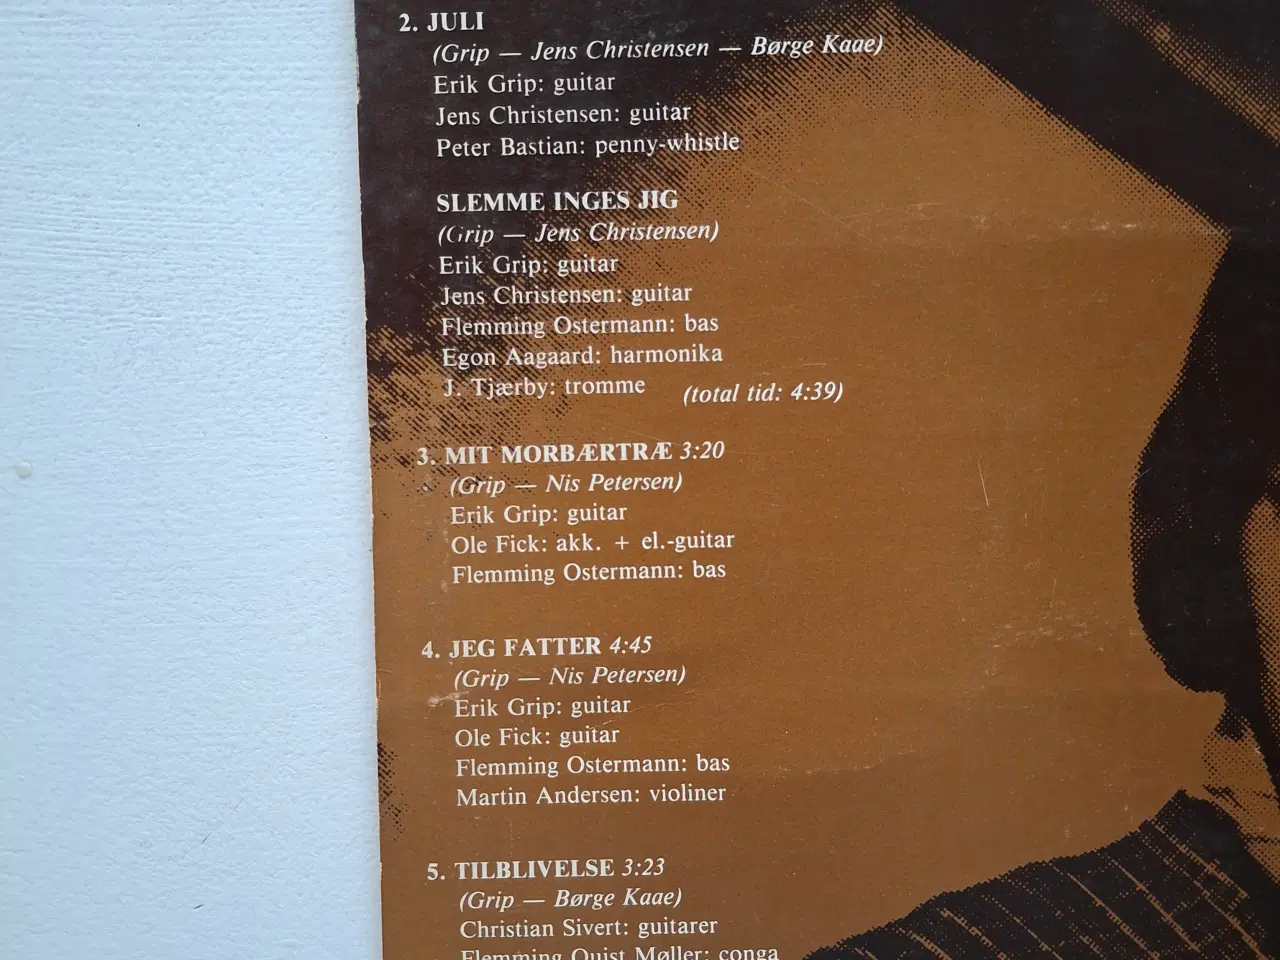 2. JULI
(Grip — Jens Christensen — Børge Kaae)
Erik Grip: guitar
Jens Christensen: guitar
Peter Bastian: penny-whistle
SLEMME INGES JIG
(Grip — Jens Christensen)
Erik Grip: guitar
Jens Christensen: guitar
Flemming Ostermann: bas
Egon Aagaard: harmonika
J. Tjærby: tromme (total tid: 4:39)
3. MIT MORBÆRTRÆ 3:20
(Grip — Nis Petersen)
Erik Grip: guitar
Ole Fick: akk. + el.-guitar
Flemming Ostermann: bas
4. JEG FATTER 4:45
(Grip — Nis Petersen)
Erik Grip: guitar
Ole Fick: guitar
Flemming Ostermann: bas
Martin Andersen: violiner
5. TILBLIVELSE 3:23
(Grip — Børge Kaae)
Christian Sivert: guitarer
Flemming Quist Møller: conga